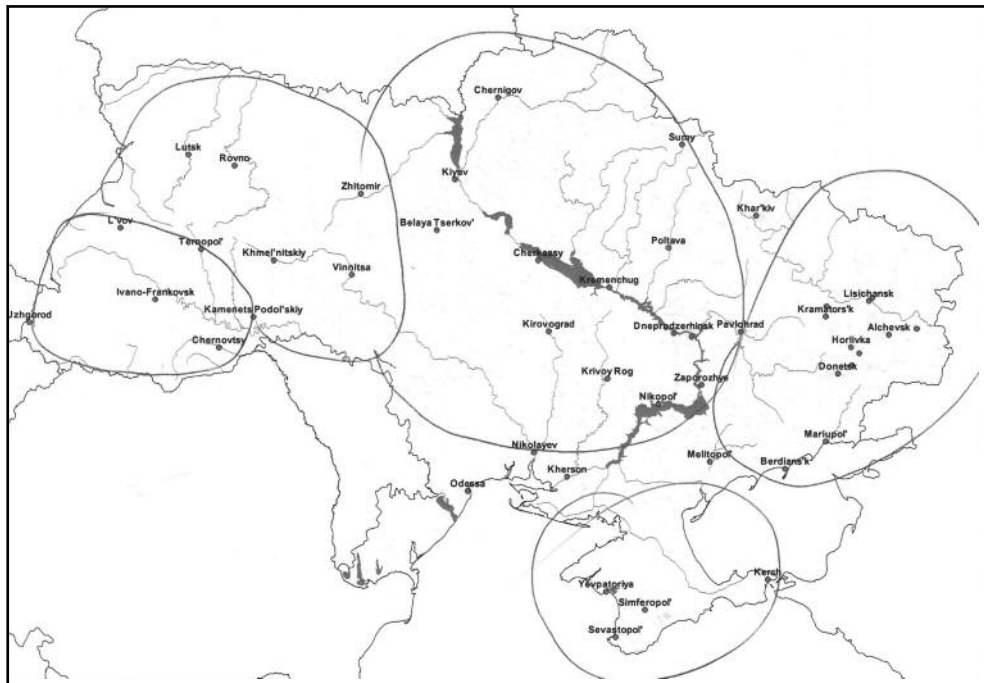 Chernigov
Sumy
Lutsk
Rovno
Kiyev
Zhitomir
Khar'kiv
L'vov
Belaya Tserkov'
Ternopol'
Khmel'nitskiy
Cherkassy
Poltava
Vinnitsa
Kremenchug
Ivano-Frankovsk
Lisichansk
Uzhgorod
Kamenets Podol'skiy
Kramators'k
Kirovograd
Dneprodzerhinsk
Pavlohrad
Alchevsk
Chernovtsy
Horlivka
Krivoy Rog
Donetsk
Zaporozhye
Nikopol'
Mariupol'
Nikolayev
Melitopol'
Berdians'k
Kherson
Odessa
Kerch
Yevpatoriya
Simferopol'
Sevastopol'